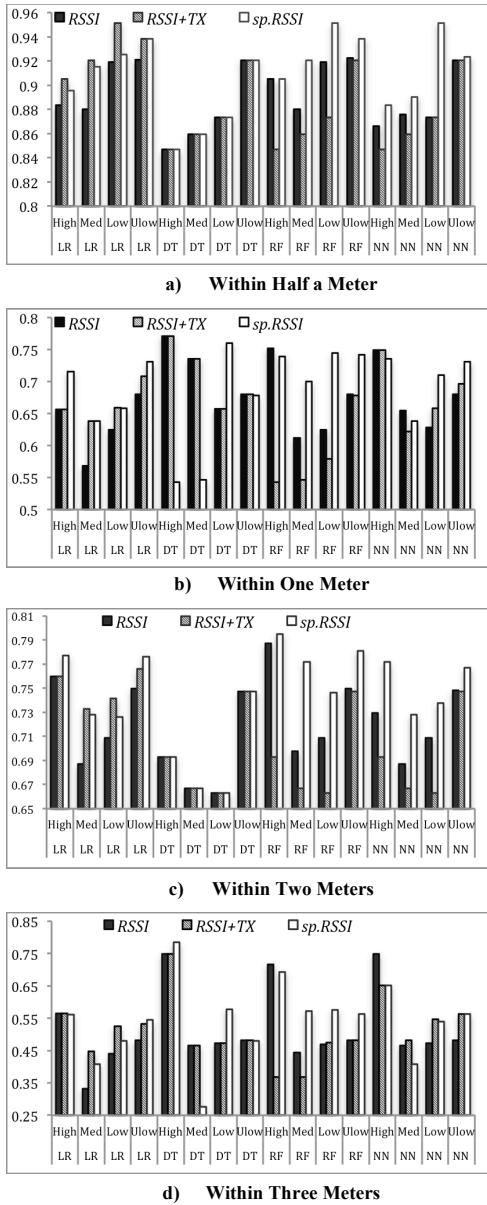 RSSI RSSI+TX sp.RSSI
0.96
0.92
0.88
0.84
0.8
High Med Low Ulow High Med Low Ulow High Med Low Ulow High Med Low Ulow
LR LR LR LR DT DT DT DT RF RF RF RF NN NN NN NN
a) Within Half a Meter
RSSI RSSI+TX sp.RSSI
0.8
0.75
0.7
0.65
0.6
0.55
0.5
High Med Low Ulow High Med Low Ulow High Med Low Ulow High Med Low Ulow
LR LR LR LR DT DT DT DT RF RF RF RF NN NN NN NN
b) Within One Meter
RSSI RSSI+TX sp.RSSI
0.81
0.79
0.77
0.75
0.73
0.71
0.69
0.67
0.65
High Med Low Ulow High Med Low Ulow High Med Low Ulow High Med Low Ulow
LR LR LR LR DT DT DT DT RF RF RF RF NN NN NN NN
c) Within Two Meters
RSSI RSSI+TX sp.RSSI
0.85
0.75
0.65
0.55
0.45
0.35
0.25
High Med Low Ulow High Med Low Ulow High Med Low Ulow High Med Low Ulow
LR LR LR LR DT DT DT DT RF RF RF RF NN NN NN NN
d) Within Three Meters